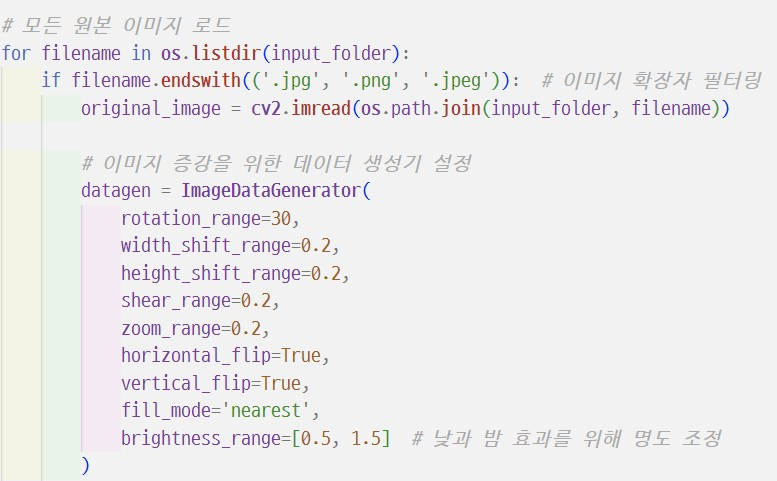 # 모든 원본 이미지 로드
for filename in os.listdir(input_folder):
    if filename.endswith(('.jpg', '.png', '.jpeg')):  # 이미지 확장자 필터링
        original_image = cv2.imread(os.path.join(input_folder, filename))

        # 이미지 증강을 위한 데이터 생성기 설정
        datagen = ImageDataGenerator(
            rotation_range=30,
            width_shift_range=0.2,
            height_shift_range=0.2,
            shear_range=0.2,
            zoom_range=0.2,
            horizontal_flip=True,
            vertical_flip=True,
            fill_mode='nearest',
            brightness_range=[0.5, 1.5]  # 낮과 밤 효과를 위해 명도 조정
        )